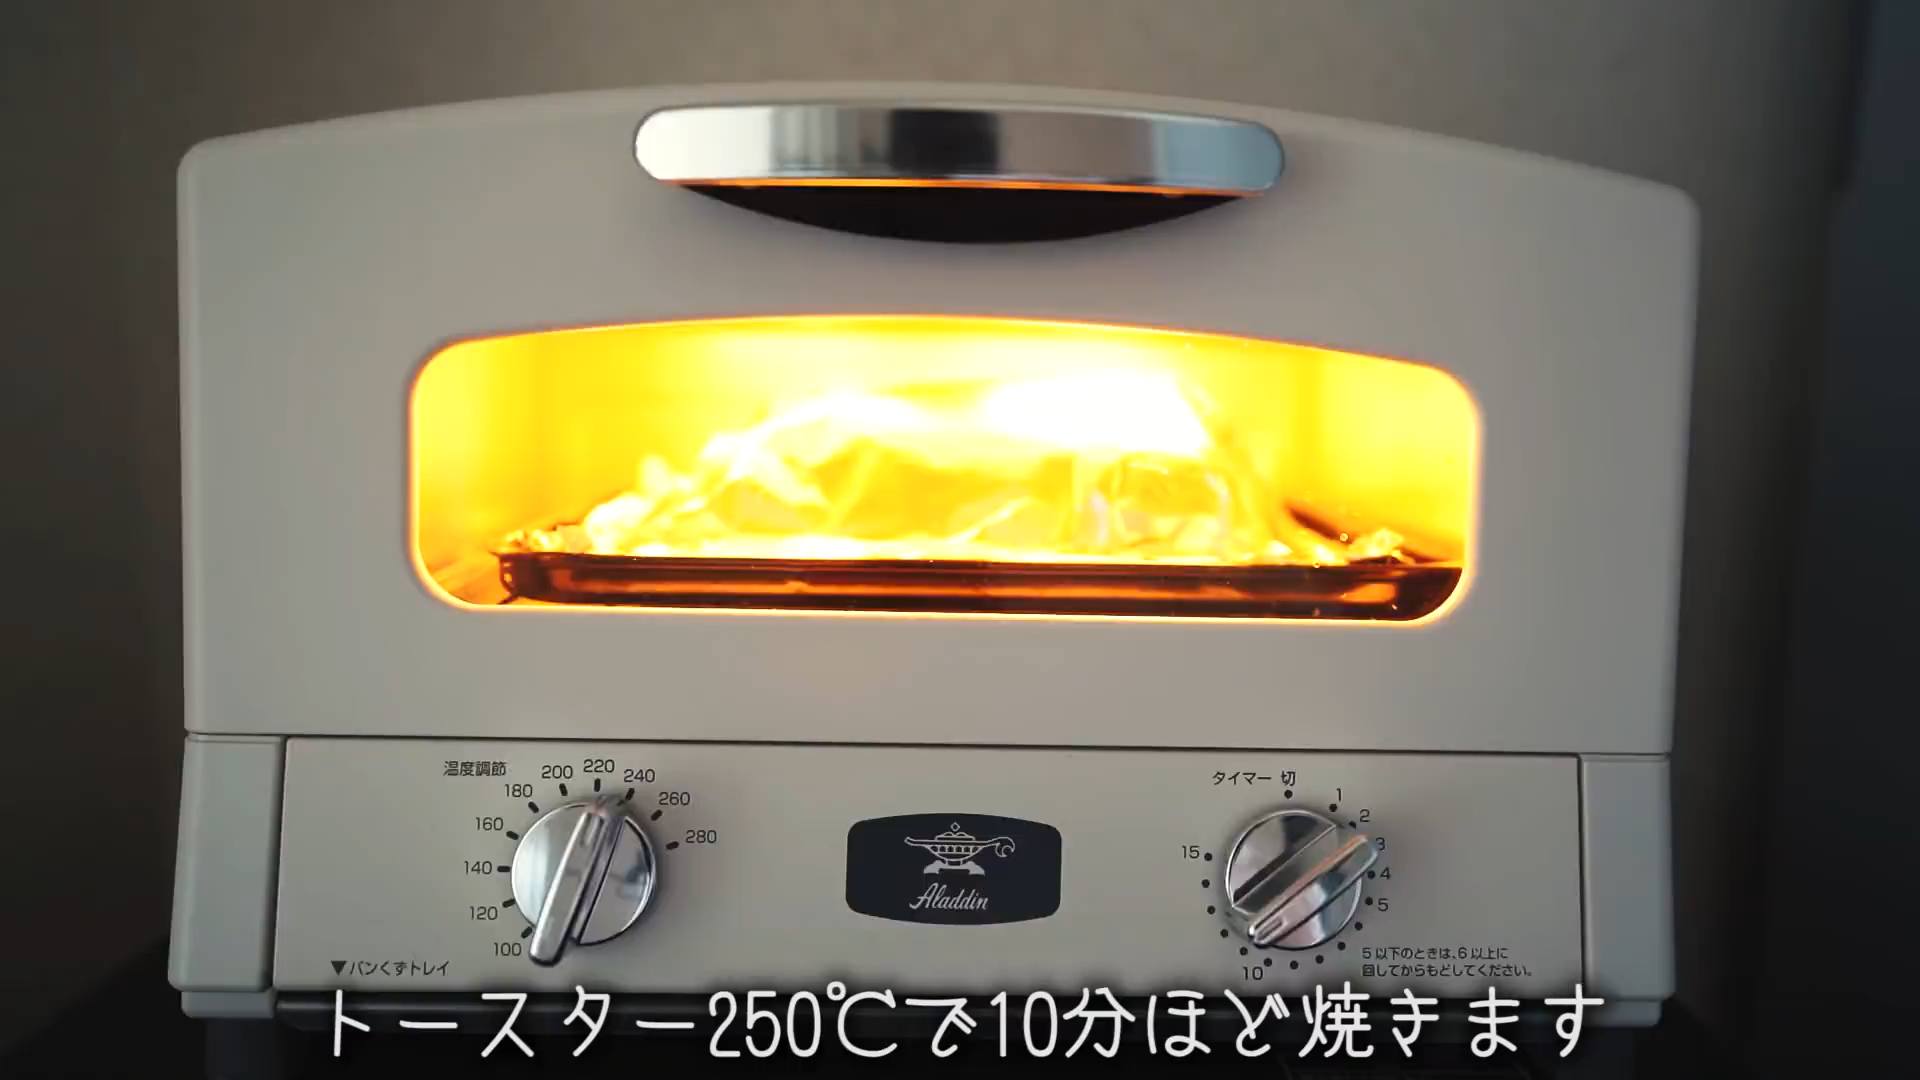 温度調節
100
120
140
160
180
200
220
240
260
280
▼パンくずトレイ
Aladdin
タイマー 切
1
2
3
4
5
10
15
5以下のときは、6以上に
回してからもどしてください。
トースター250℃で10分ほど焼きます